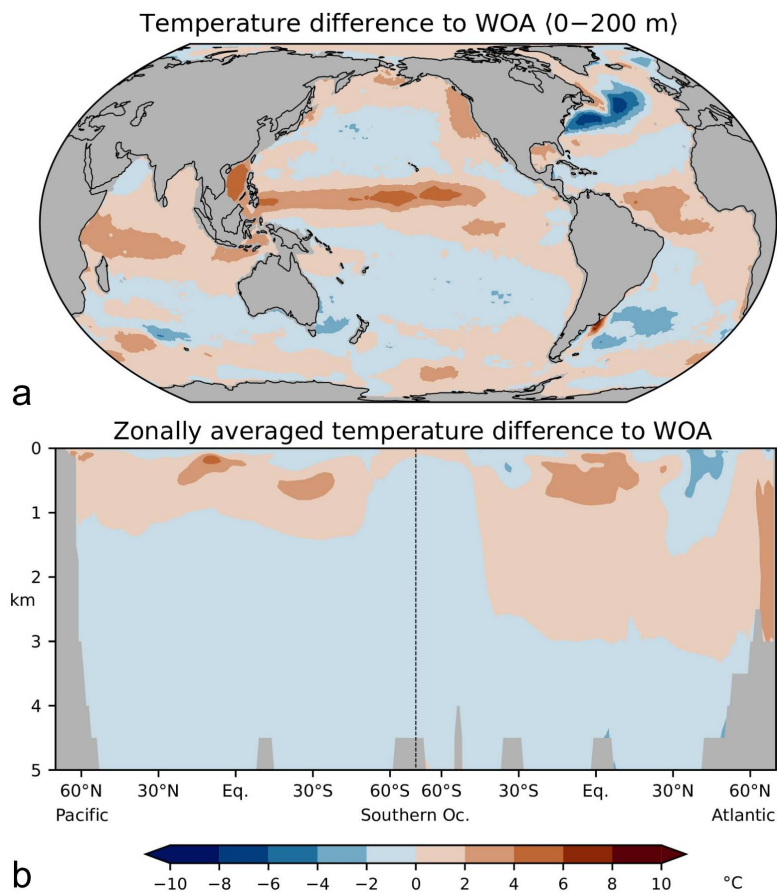 Temperature difference to WOA (0−200 m)
a
Zonally averaged temperature difference to WOA
0
1
2
km
3
4
5
60°N 30°N Eq. 30°S 60°S 60°S 30°S Eq. 30°N 60°N
Pacific Southern Oc. Atlantic
b
−10 −8 −6 −4 −2 0 2 4 6 8 10 °C